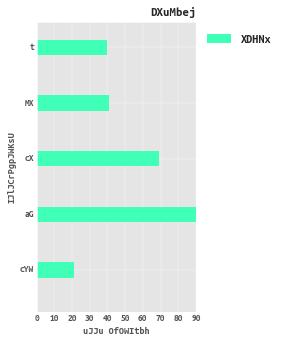 DXuMbej
XDHNx
t
MX
cX
aG
cYW
IJlJCrPgpJWKsU
0 10 20 30 40 50 60 70 80 90
uJJu OfOWItbh